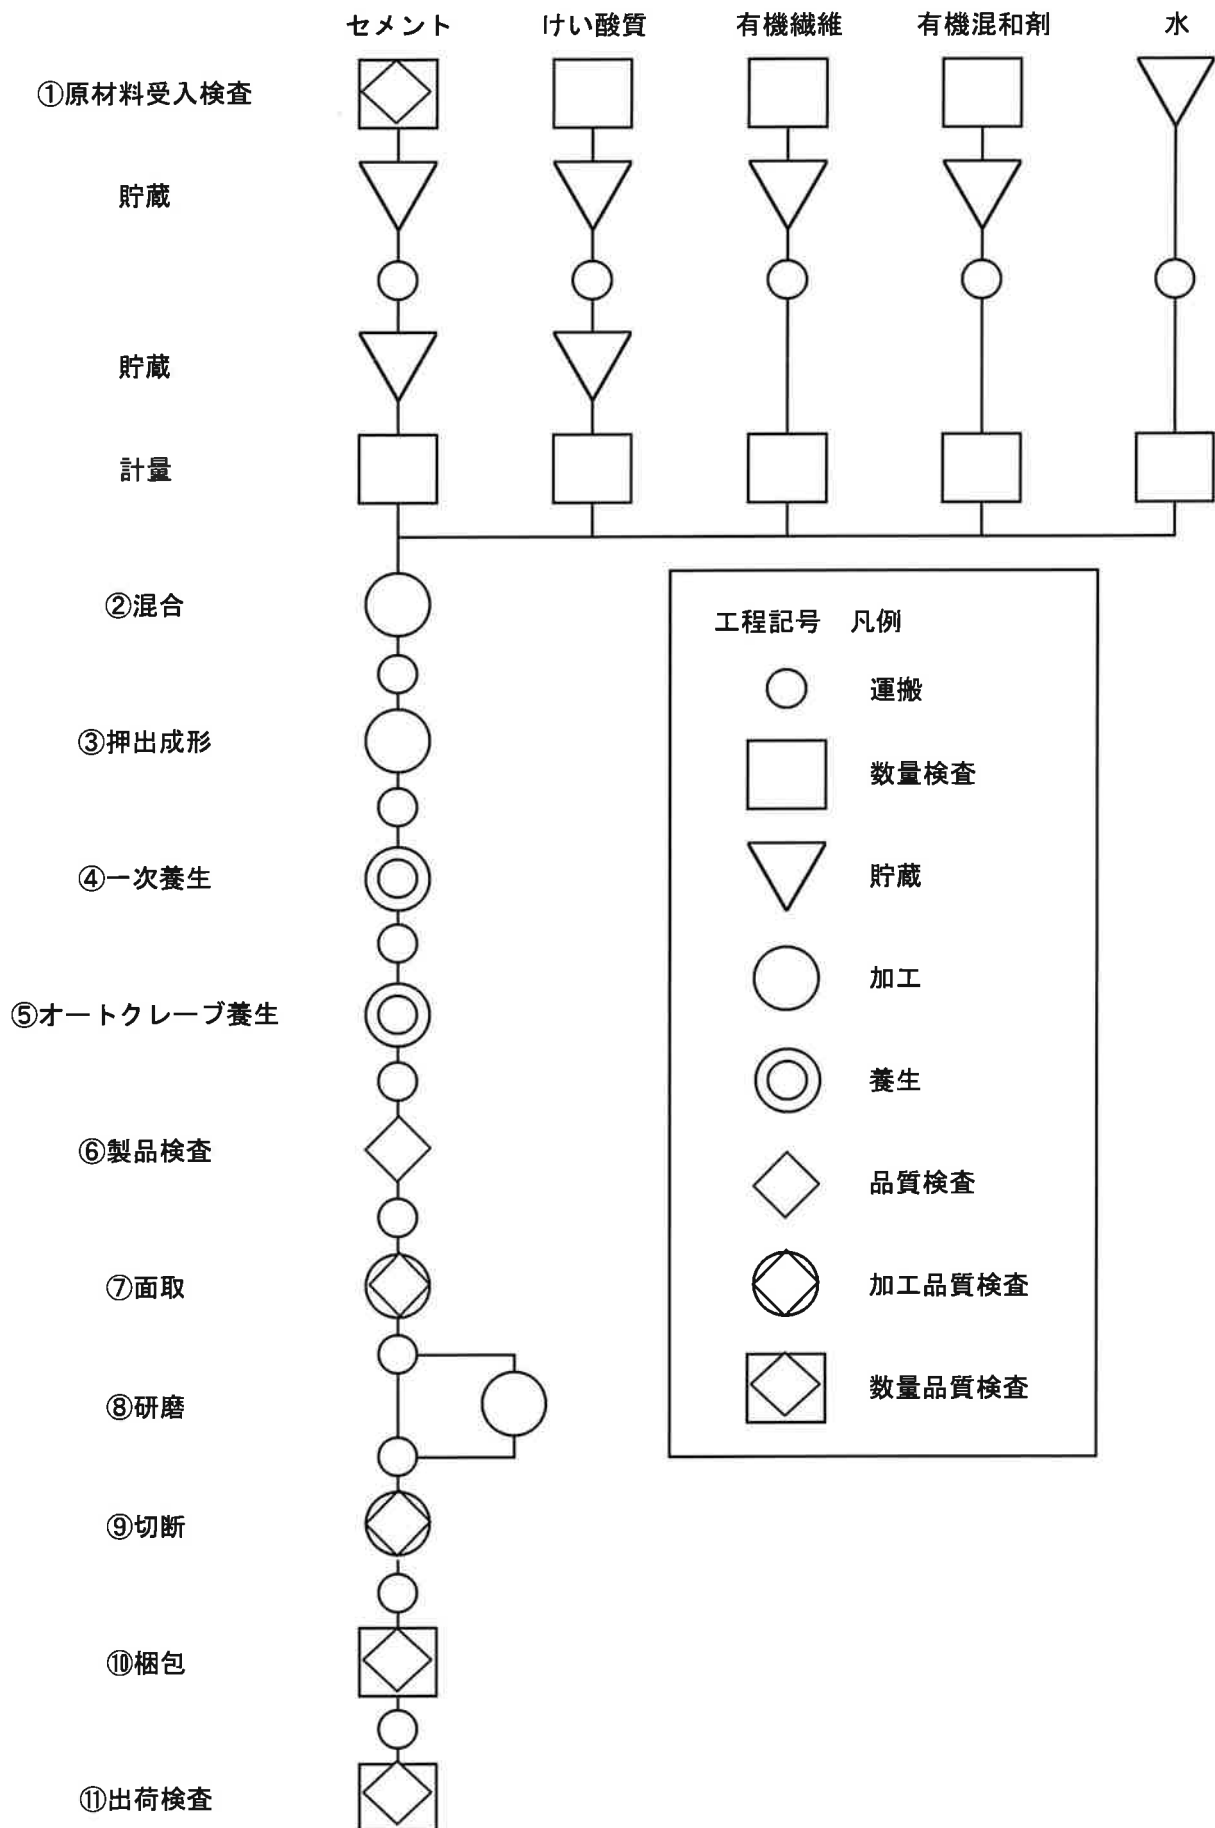 セメント けい酸質 有機繊維 有機混和剤 水
①原材料受入検査
貯蔵
貯蔵
計量
②混合
③押出成形
④一次養生
⑤オートクレーブ養生
⑥製品検査
⑦面取
⑧研磨
⑨切断
⑩梱包
⑪出荷検査
工程記号 凡例
運搬
数量検査
貯蔵
加工
養生
品質検査
加工品質検査
数量品質検査